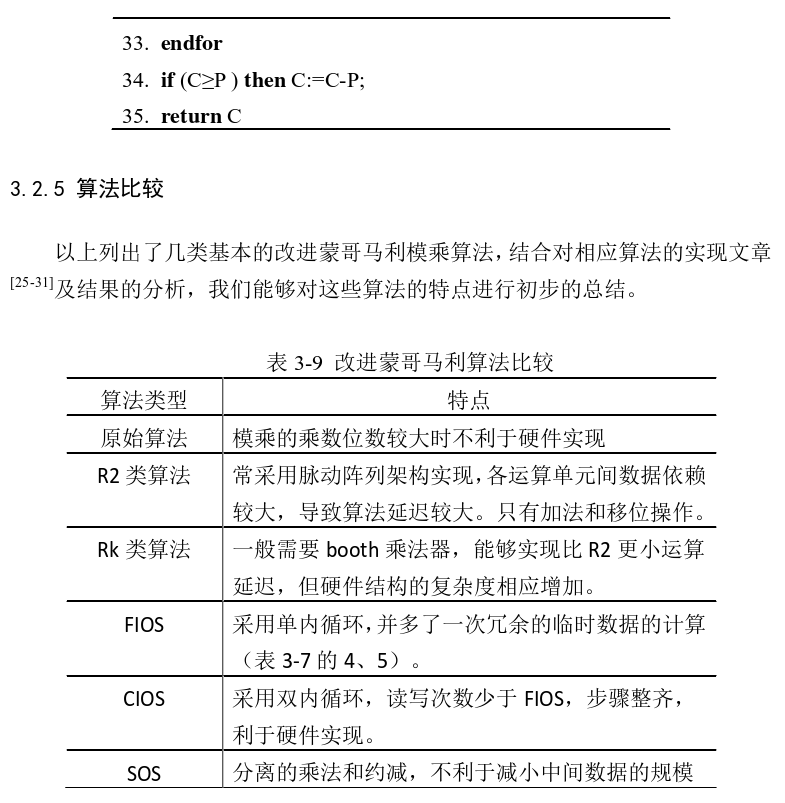 33. endfor
34. if (C≥P ) then C:=C-P;
35. return C
3.2.5 算法比较
以上列出了几类基本的改进蒙哥马利模乘算法，结合对相应算法的实现文章
[25-31]及结果的分析，我们能够对这些算法的特点进行初步的总结。
表 3-9 改进蒙哥马利算法比较
算法类型 特点
原始算法 模乘的乘数位数较大时不利于硬件实现
R2 类算法 常采用脉动阵列架构实现，各运算单元间数据依赖
较大，导致算法延迟较大。只有加法和移位操作。
Rk 类算法 一般需要 booth 乘法器，能够实现比 R2 更小运算
延迟，但硬件结构的复杂度相应增加。
FIOS 采用单内循环，并多了一次冗余的临时数据的计算
（表 3-7 的 4、5）。
CIOS 采用双内循环，读写次数少于 FIOS，步骤整齐，
利于硬件实现。
SOS 分离的乘法和约减，不利于减小中间数据的规模